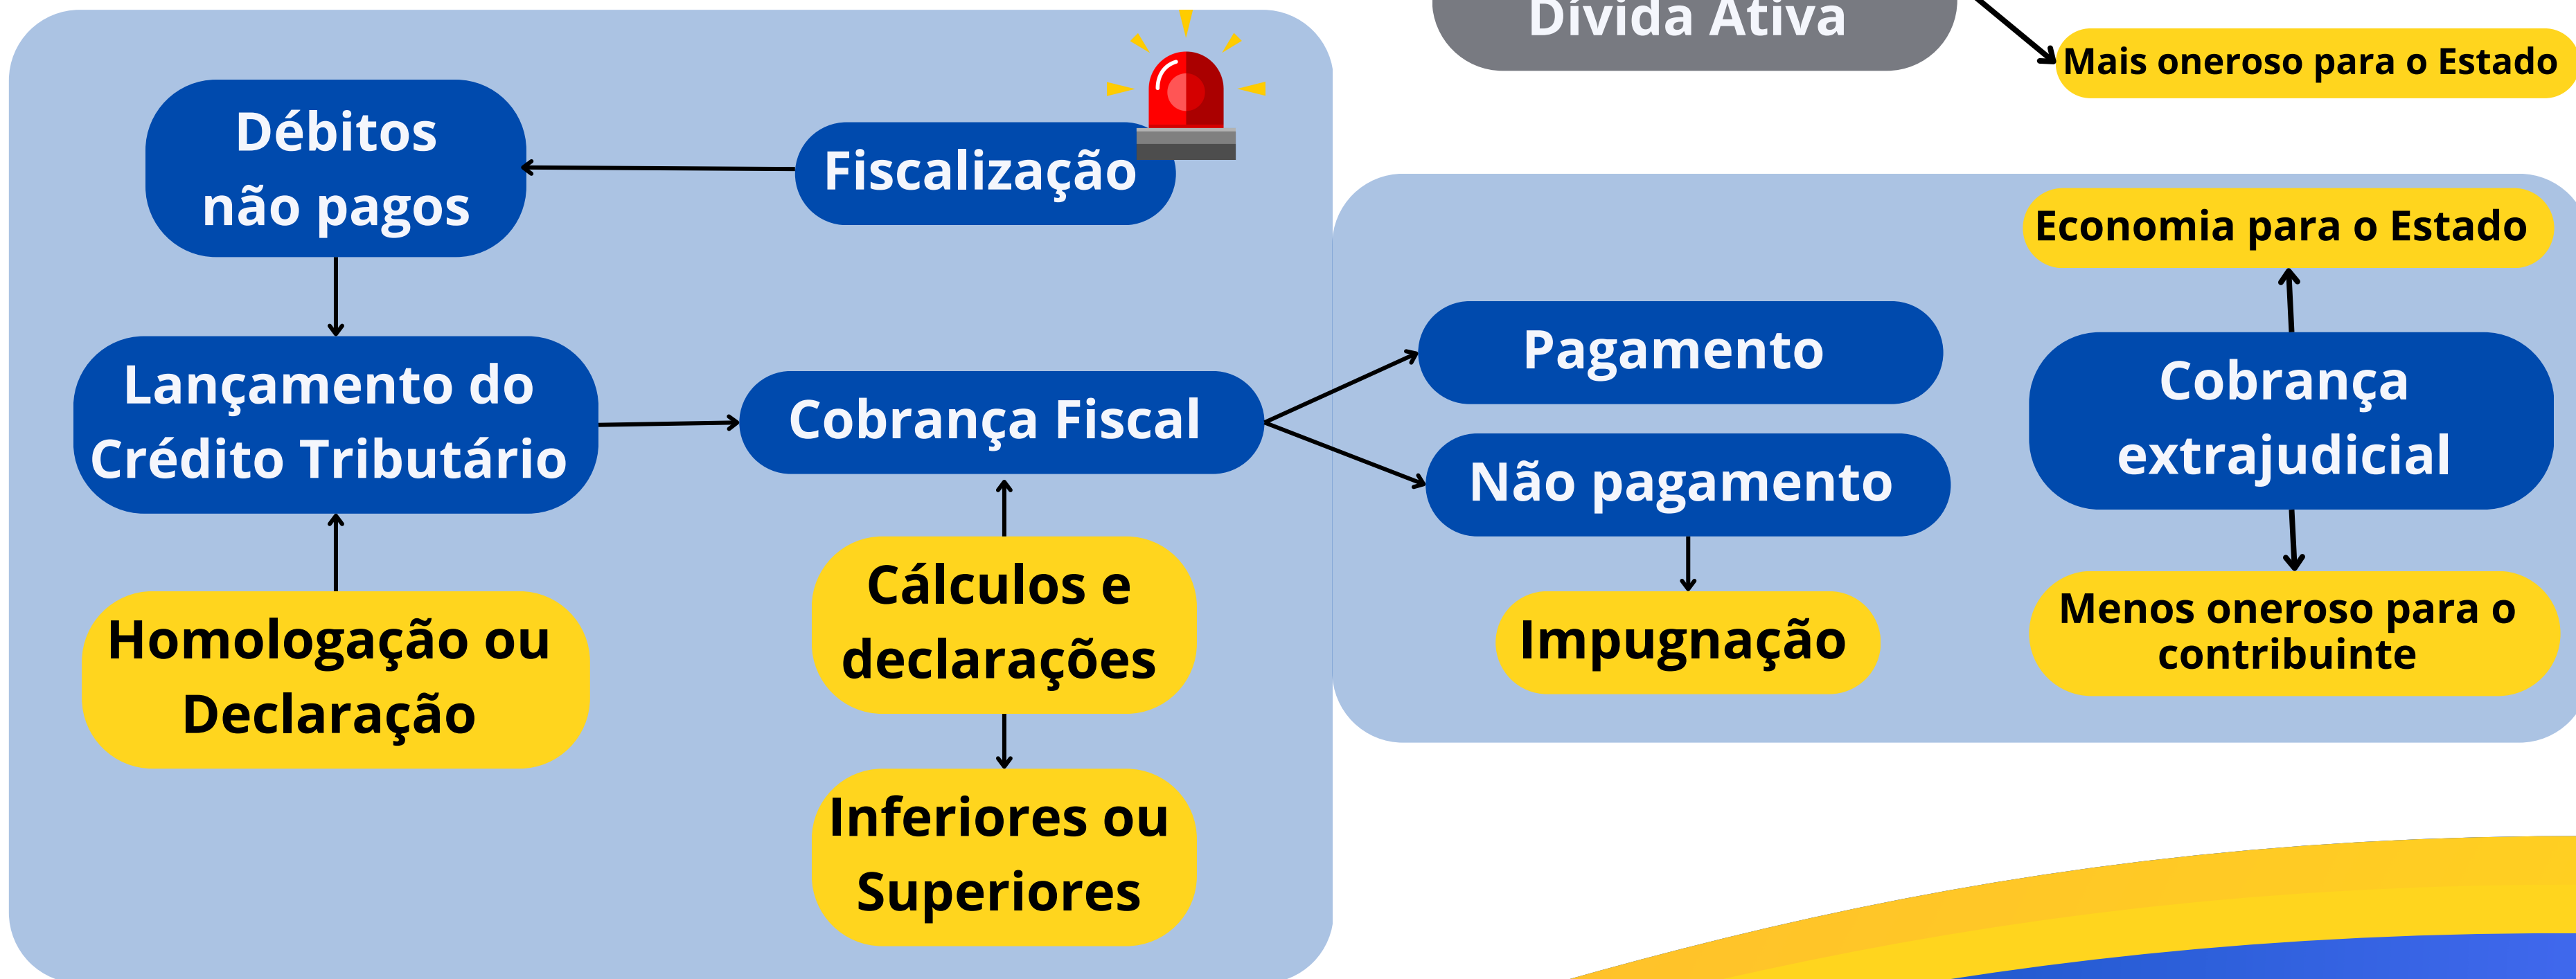 Dívida Ativa
Mais oneroso para o Estado
Débitos
não pagos
Fiscalização
Lançamento do
Crédito Tributário
Homologação ou
Declaração
Cobrança Fiscal
Cálculos e
declarações
Inferiores ou
Superiores
Pagamento
Não pagamento
Impugnação
Economia para o Estado
Cobrança
extrajudicial
Menos oneroso para o
contribuinte